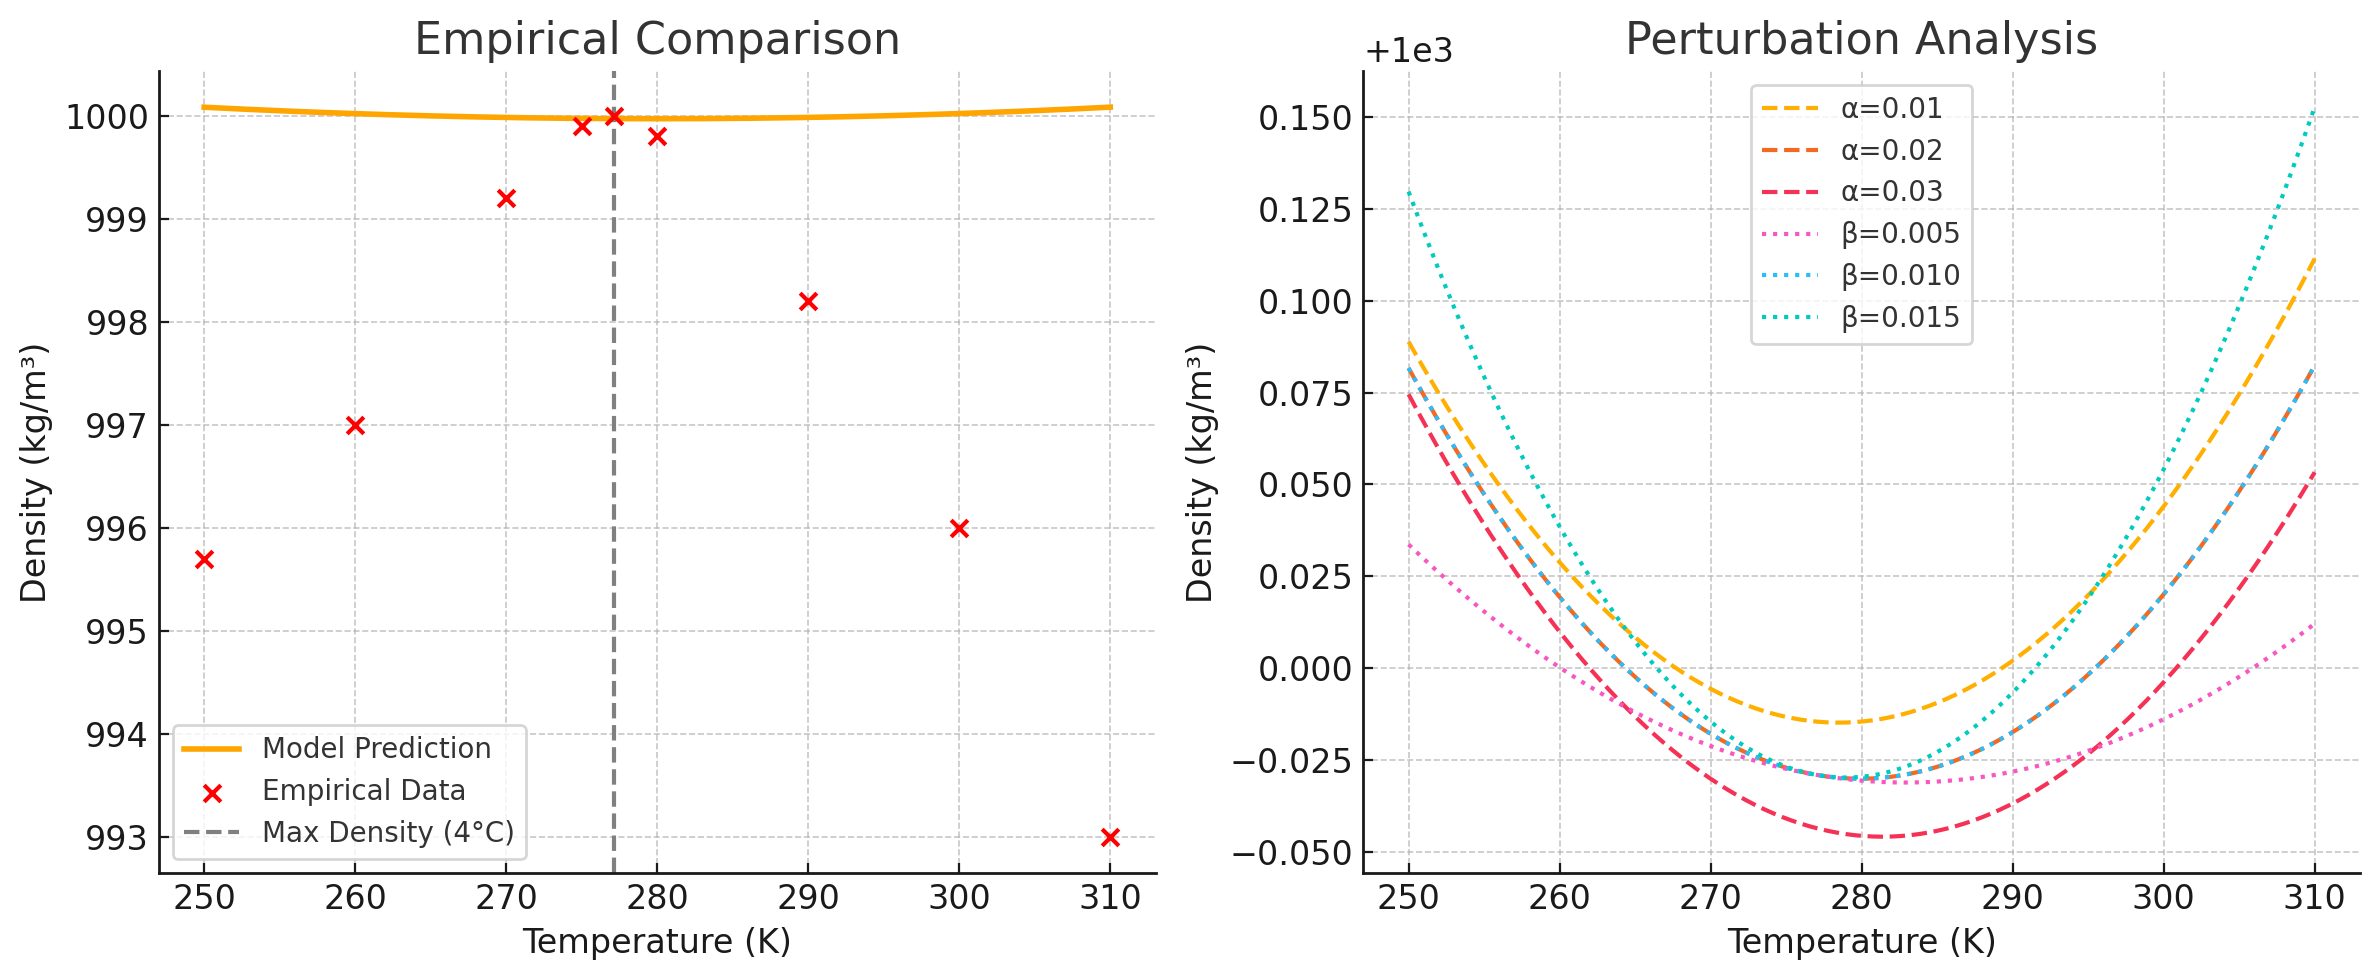 Empirical Comparison
1000
999
998
997
996
995
994
993
Density (kg/m³)
Model Prediction
Empirical Data
Max Density (4°C)
250 260 270 280 290 300 310
Temperature (K)
Perturbation Analysis
+1e3
0.150
0.125
0.100
0.075
0.050
0.025
0.000
−0.025
−0.050
Density (kg/m³)
α=0.01
α=0.02
α=0.03
β=0.005
β=0.010
β=0.015
250 260 270 280 290 300 310
Temperature (K)